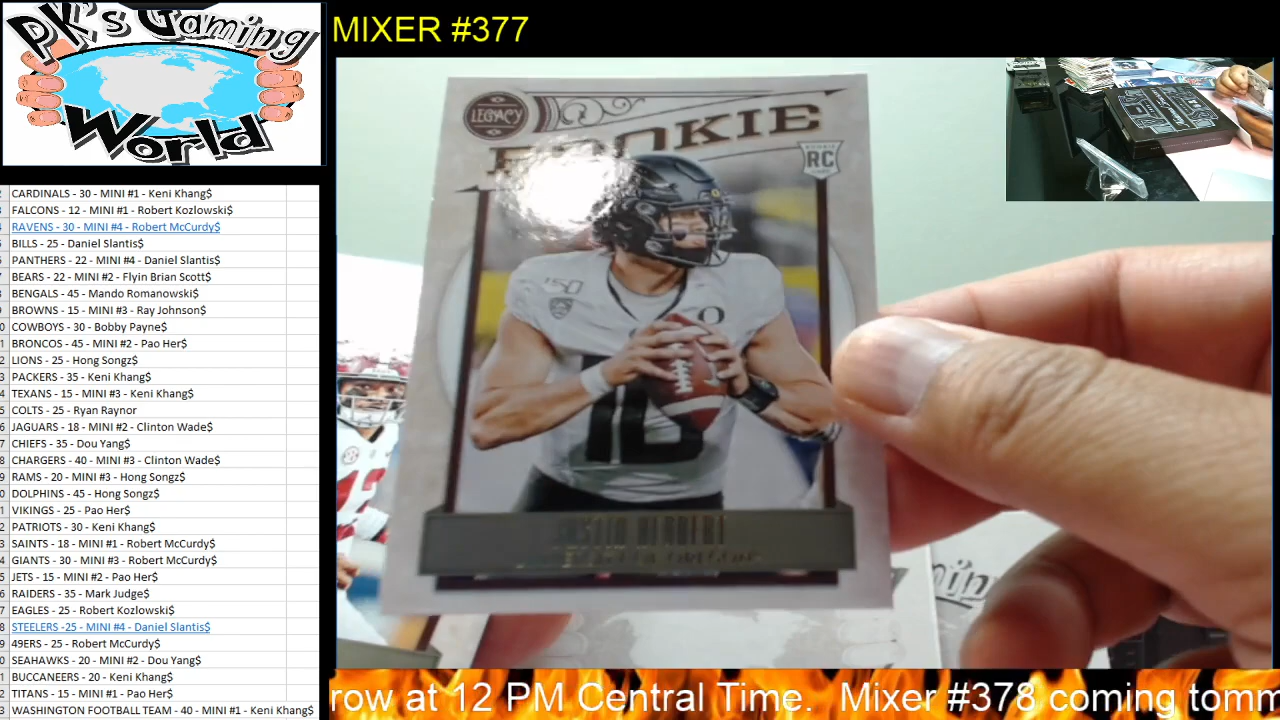 PK's Gaming
World
MIXER #377
CARDINALS - 30 - MINI #1 - Keni Khang$
FALCONS - 12 - MINI #1 - Robert Kozlowski$
RAVENS - 30 - MINI #4 - Robert McCurdy$
BILLS - 25 - Daniel Slantis$
PANTHERS - 22 - MINI #4 - Daniel Slantis$
BEARS - 22 - MINI #2 - Flyin Brian Scott$
BENGALS - 45 - Mando Romanowski$
BROWNS - 15 - MINI #3 - Ray Johnson$
COWBOYS - 30 - Bobby Payne$
BRONCOS - 45 - MINI #2 - Pao Her$
LIONS - 25 - Hong Songz$
PACKERS - 35 - Keni Khang$
TEXANS - 15 - MINI #3 - Keni Khang$
COLTS - 25 - Ryan Raynor
JAGUARS - 18 - MINI #2 - Clinton Wade$
CHIEFS - 35 - Dou Yang$
CHARGERS - 40 - MINI #3 - Clinton Wade$
RAMS - 20 - MINI #3 - Hong Songz$
DOLPHINS - 45 - Hong Songz$
VIKINGS - 25 - Pao Her$
PATRIOTS - 30 - Keni Khang$
SAINTS - 18 - MINI #1 - Robert McCurdy$
GIANTS - 30 - MINI #3 - Robert McCurdy$
JETS - 15 - MINI #2 - Pao Her$
RAIDERS - 35 - Mark Judge$
EAGLES - 25 - Robert Kozlowski$
STEELERS -25 - MINI #4 - Daniel Slantis$
49ERS - 25 - Robert McCurdy$
SEAHAWKS - 20 - MINI #2 - Dou Yang$
BUCCANEERS - 20 - Keni Khang$
TITANS - 15 - MINI #1 - Pao Her$
WASHINGTON FOOTBALL TEAM - 40 - MINI #1 - Keni Khang$
LEGACY
ROOKIE
RC
150
O
10
JUSTIN HERBERT
row at 12 PM Central Time. Mixer #378 coming tomm